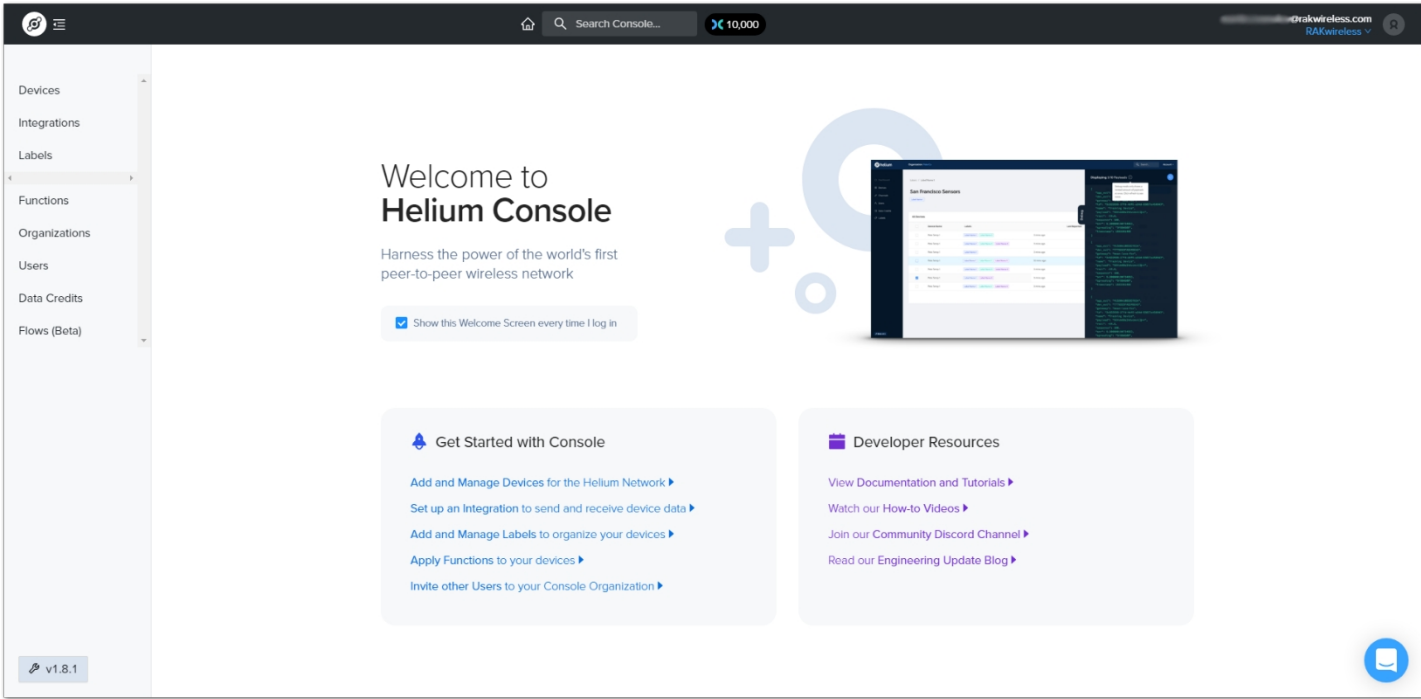 Search Console...
10,000
@rakwireless.com
RAKwireless
R
Devices
Integrations
Labels
Functions
Organizations
Users
Data Credits
Flows (Beta)
v1.8.1
Welcome to
Helium Console
Harness the power of the world's first
peer-to-peer wireless network
Show this Welcome Screen every time I log in
Helium
San Francisco Sensors
Get Started with Console
Add and Manage Devices for the Helium Network
Set up an Integration to send and receive device data
Add and Manage Labels to organize your devices
Apply Functions to your devices
Invite other Users to your Console Organization
Developer Resources
View Documentation and Tutorials
Watch our How-to Videos
Join our Community Discord Channel
Read our Engineering Update Blog